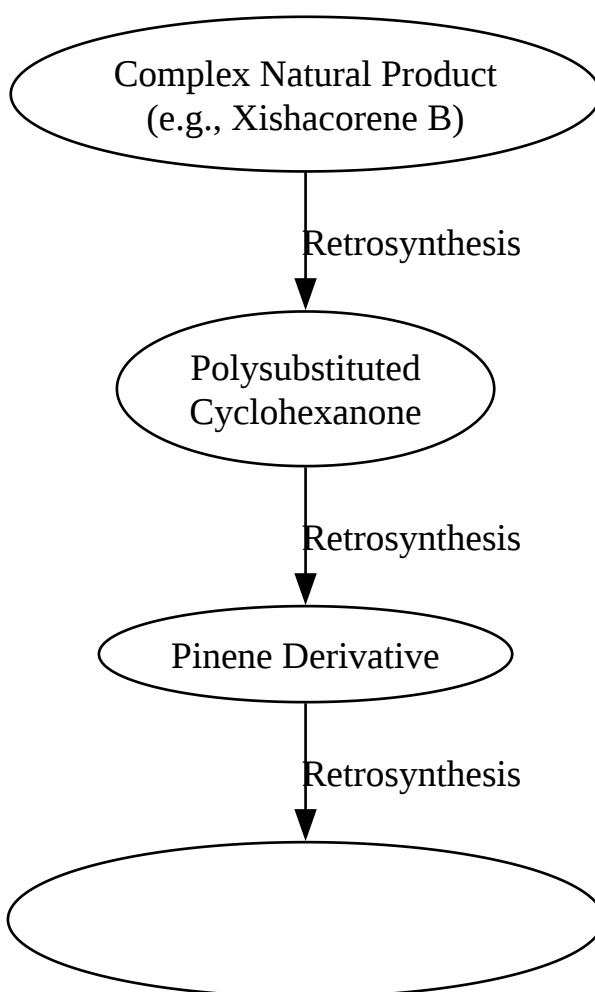 Complex Natural Product
(e.g., Xishacorene B)
Retrosynthesis
Polysubstituted
Cyclohexanone
Retrosynthesis
Pinene Derivative
Retrosynthesis